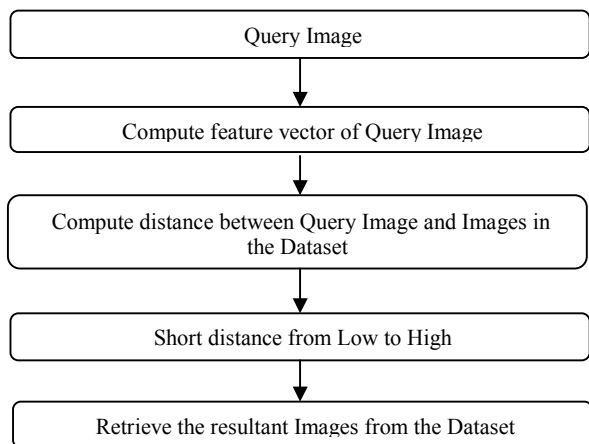 Query Image
Compute feature vector of Query Image
Compute distance between Query Image and Images in
the Dataset
Short distance from Low to High
Retrieve the resultant Images from the Dataset